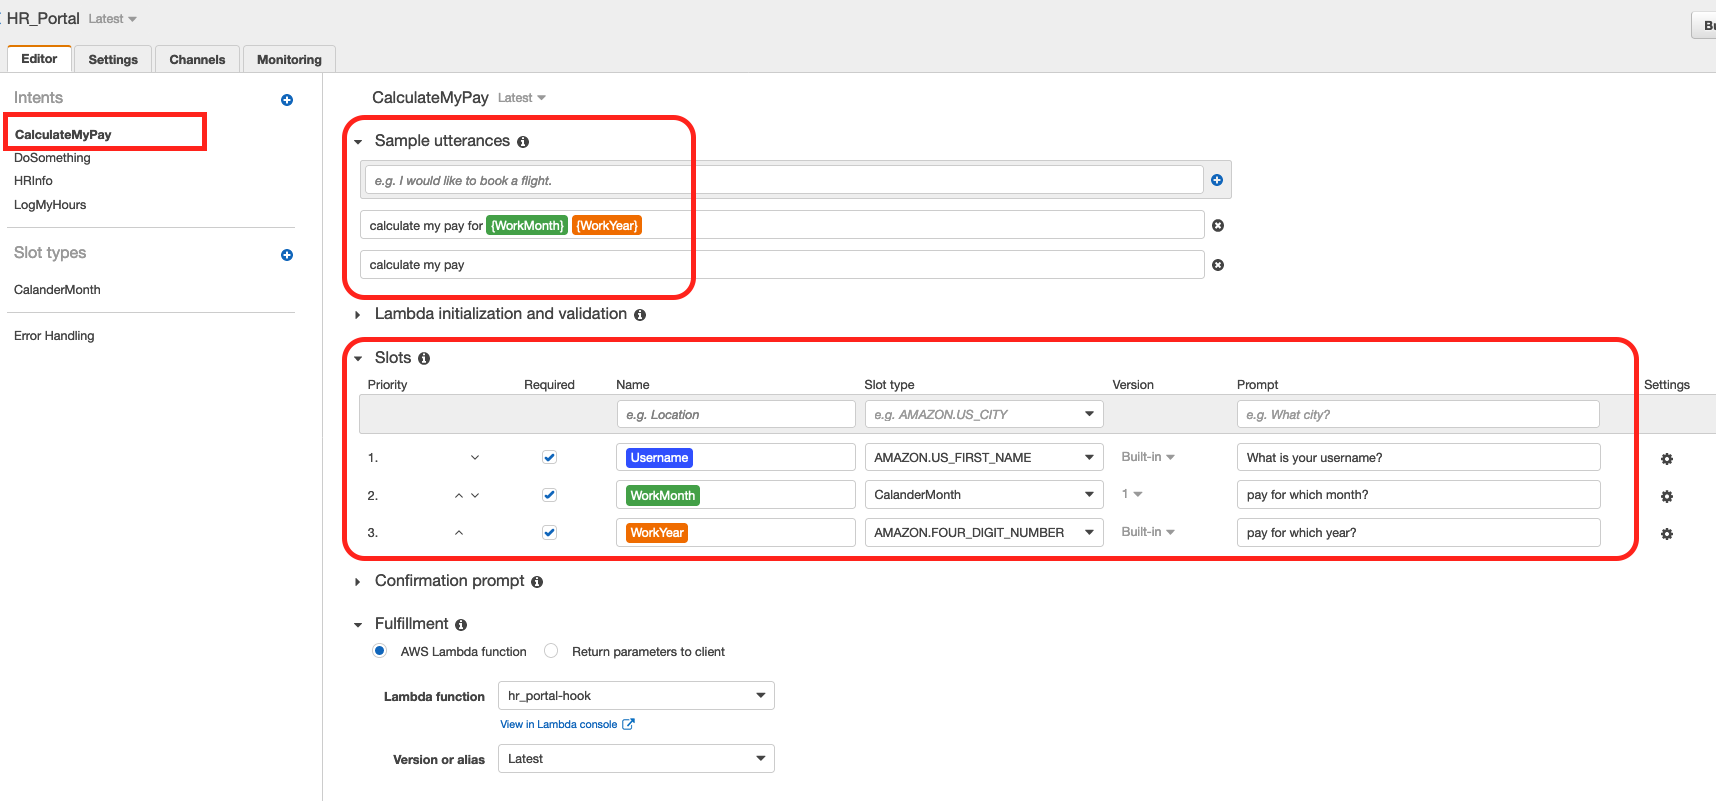 HR_Portal Latest
Bu
Editor Settings Channels Monitoring
Intents
CalculateMyPay
DoSomething
HRInfo
LogMyHours
Slot types
CalanderMonth
Error Handling
CalculateMyPay Latest
Sample utterances
e.g. I would like to book a flight.
calculate my pay for {WorkMonth} {WorkYear}
calculate my pay
Lambda initialization and validation
Slots
Priority Required Name Slot type Version Prompt Settings
e.g. Location e.g. AMAZON.US_CITY e.g. What city?
1. Username AMAZON.US_FIRST_NAME Built-in What is your username?
2. WorkMonth CalanderMonth 1 pay for which month?
3. WorkYear AMAZON.FOUR_DIGIT_NUMBER Built-in pay for which year?
Confirmation prompt
Fulfillment
AWS Lambda function Return parameters to client
Lambda function hr_portal-hook
View in Lambda console
Version or alias Latest